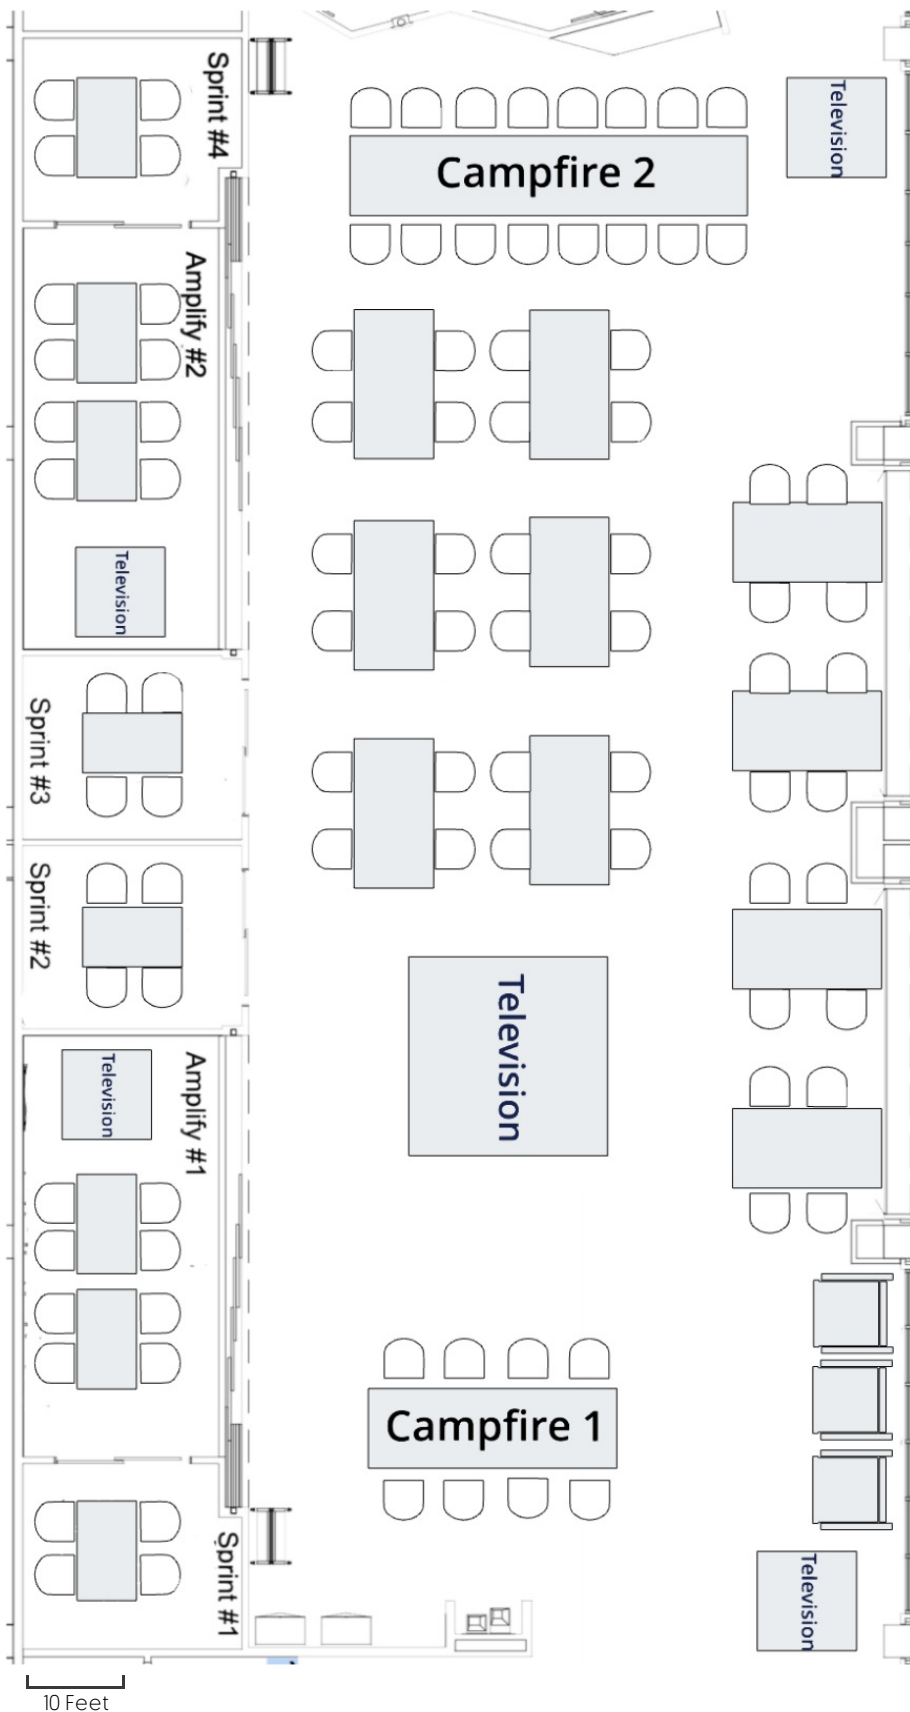 Sprint #4
Television
Campfire 2
Amplify #2
Television
Sprint #3
Sprint #2
Television
Television
Amplify #1
Campfire 1
Sprint #1
Television
10 Feet